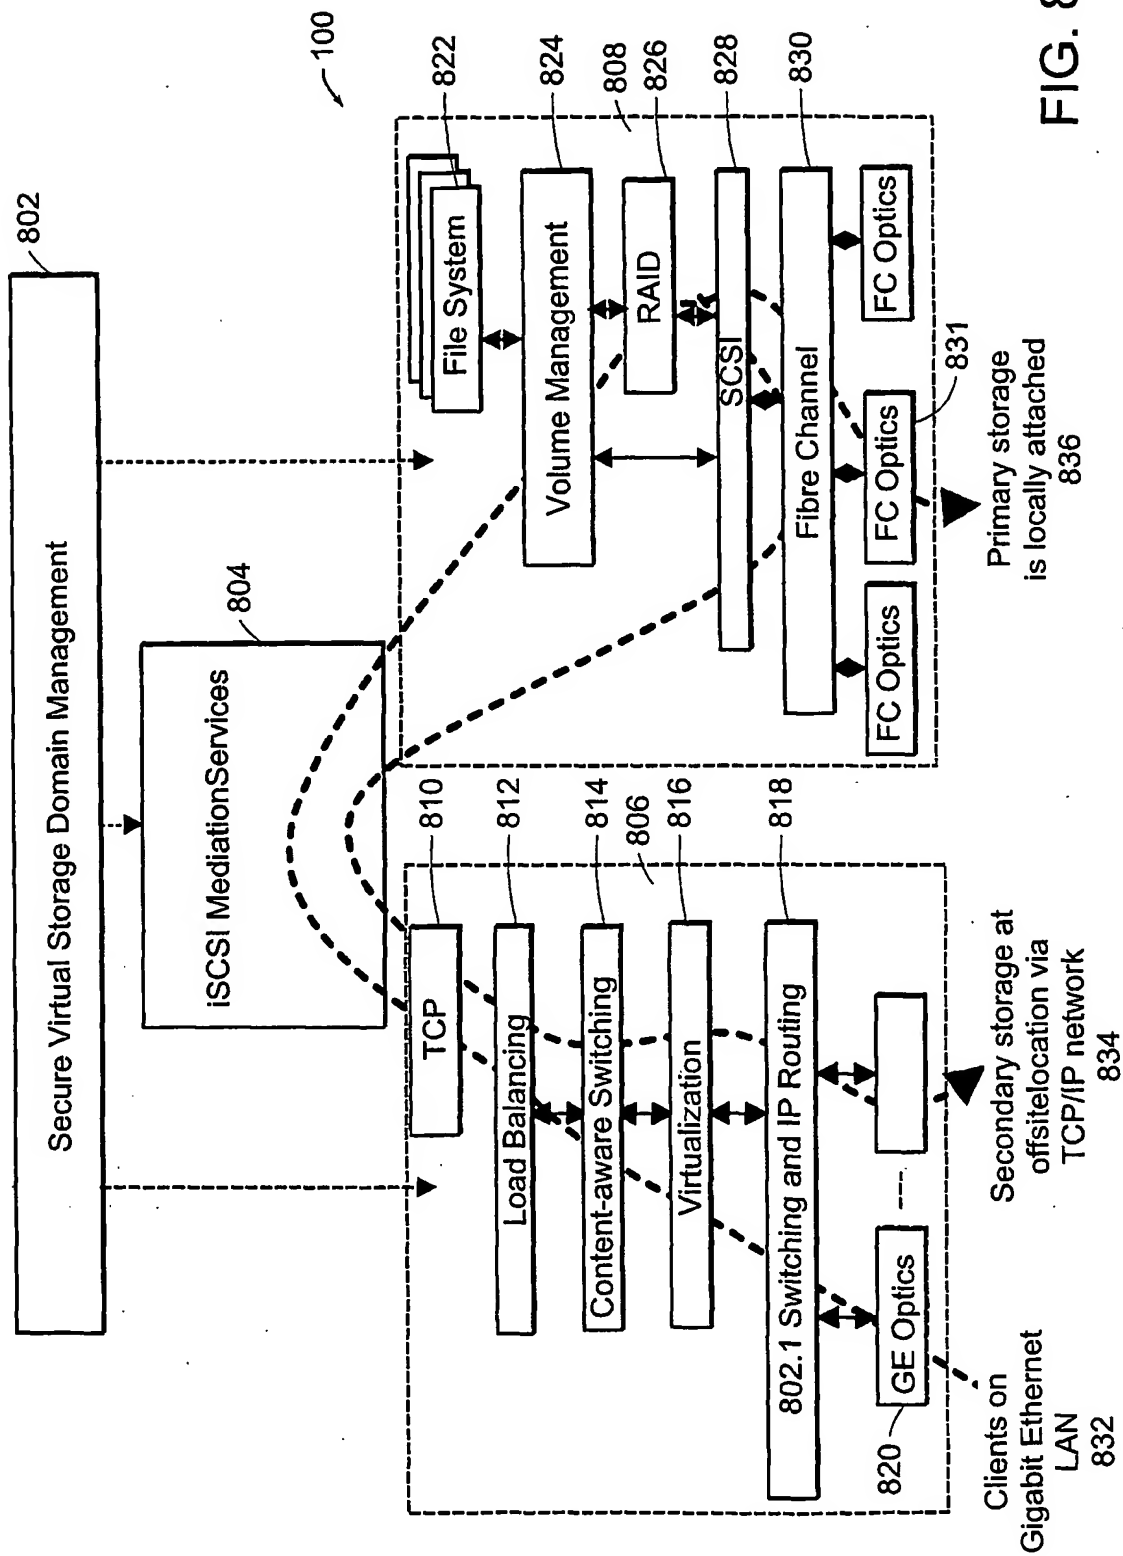 802
Secure Virtual Storage Domain Management
100
804
iSCSI MediationServices
810
TCP
812
Load Balancing
814
Content-aware Switching
806
816
Virtualization
818
802.1 Switching and IP Routing
820
GE Optics
Clients on
Gigabit Ethernet
LAN
832
Secondary storage at
offsitelocation via
TCP/IP network
834
822
File System
824
Volume Management
808
826
RAID
828
SCSI
830
Fibre Channel
FC Optics
FC Optics
FC Optics
831
Primary storage
is locally attached
836
FIG. 8